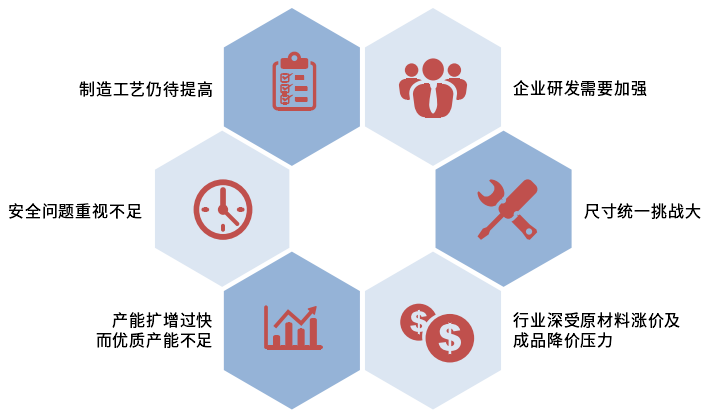 制造工艺仍待提高
企业研发需要加强
安全问题重视不足
尺寸统一挑战大
产能扩增过快
而优质产能不足
行业深受原材料涨价及
成品降价压力
$
$